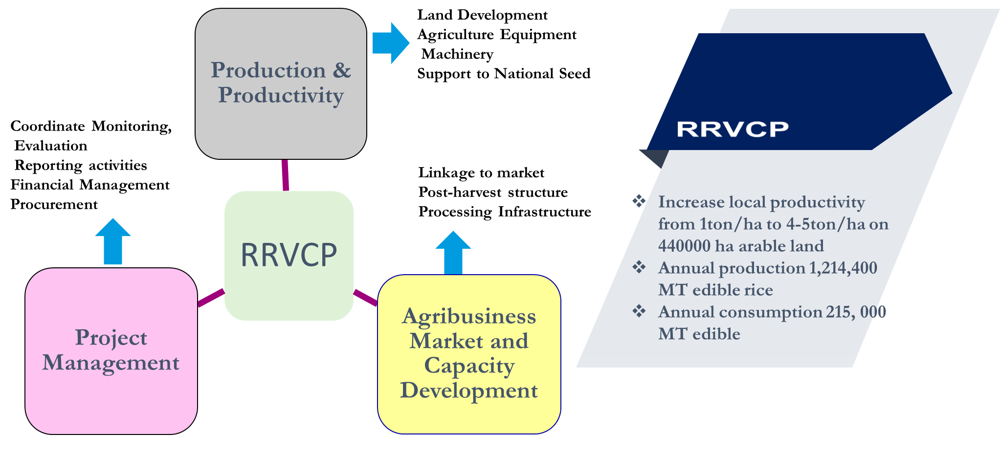 Production &
Productivity
Land Development
Agriculture Equipment
Machinery
Support to National Seed
Coordinate Monitoring,
Evaluation
Reporting activities
Financial Management
Procurement
RRVCP
Linkage to market
Post-harvest structure
Processing Infrastructure
Project
Management
Agribusiness
Market and
Capacity
Development
RRVCP
❖ Increase local productivity
from 1ton/ha to 4-5ton/ha on
440000 ha arable land
❖ Annual production 1,214,400
MT edible rice
❖ Annual consumption 215, 000
MT edible